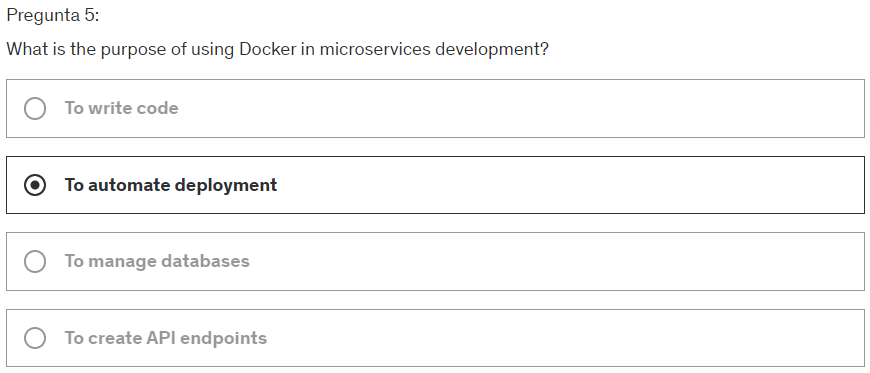 Pregunta 5:
What is the purpose of using Docker in microservices development?
To write code
To automate deployment
To manage databases
To create API endpoints